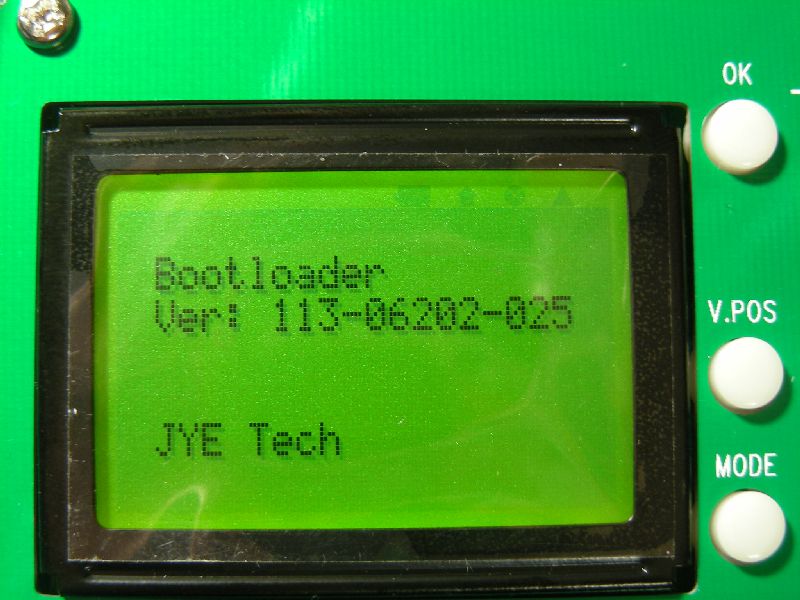 OK
Bootloader
Ver: 113-06202-025
V.POS
JYE Tech
MODE